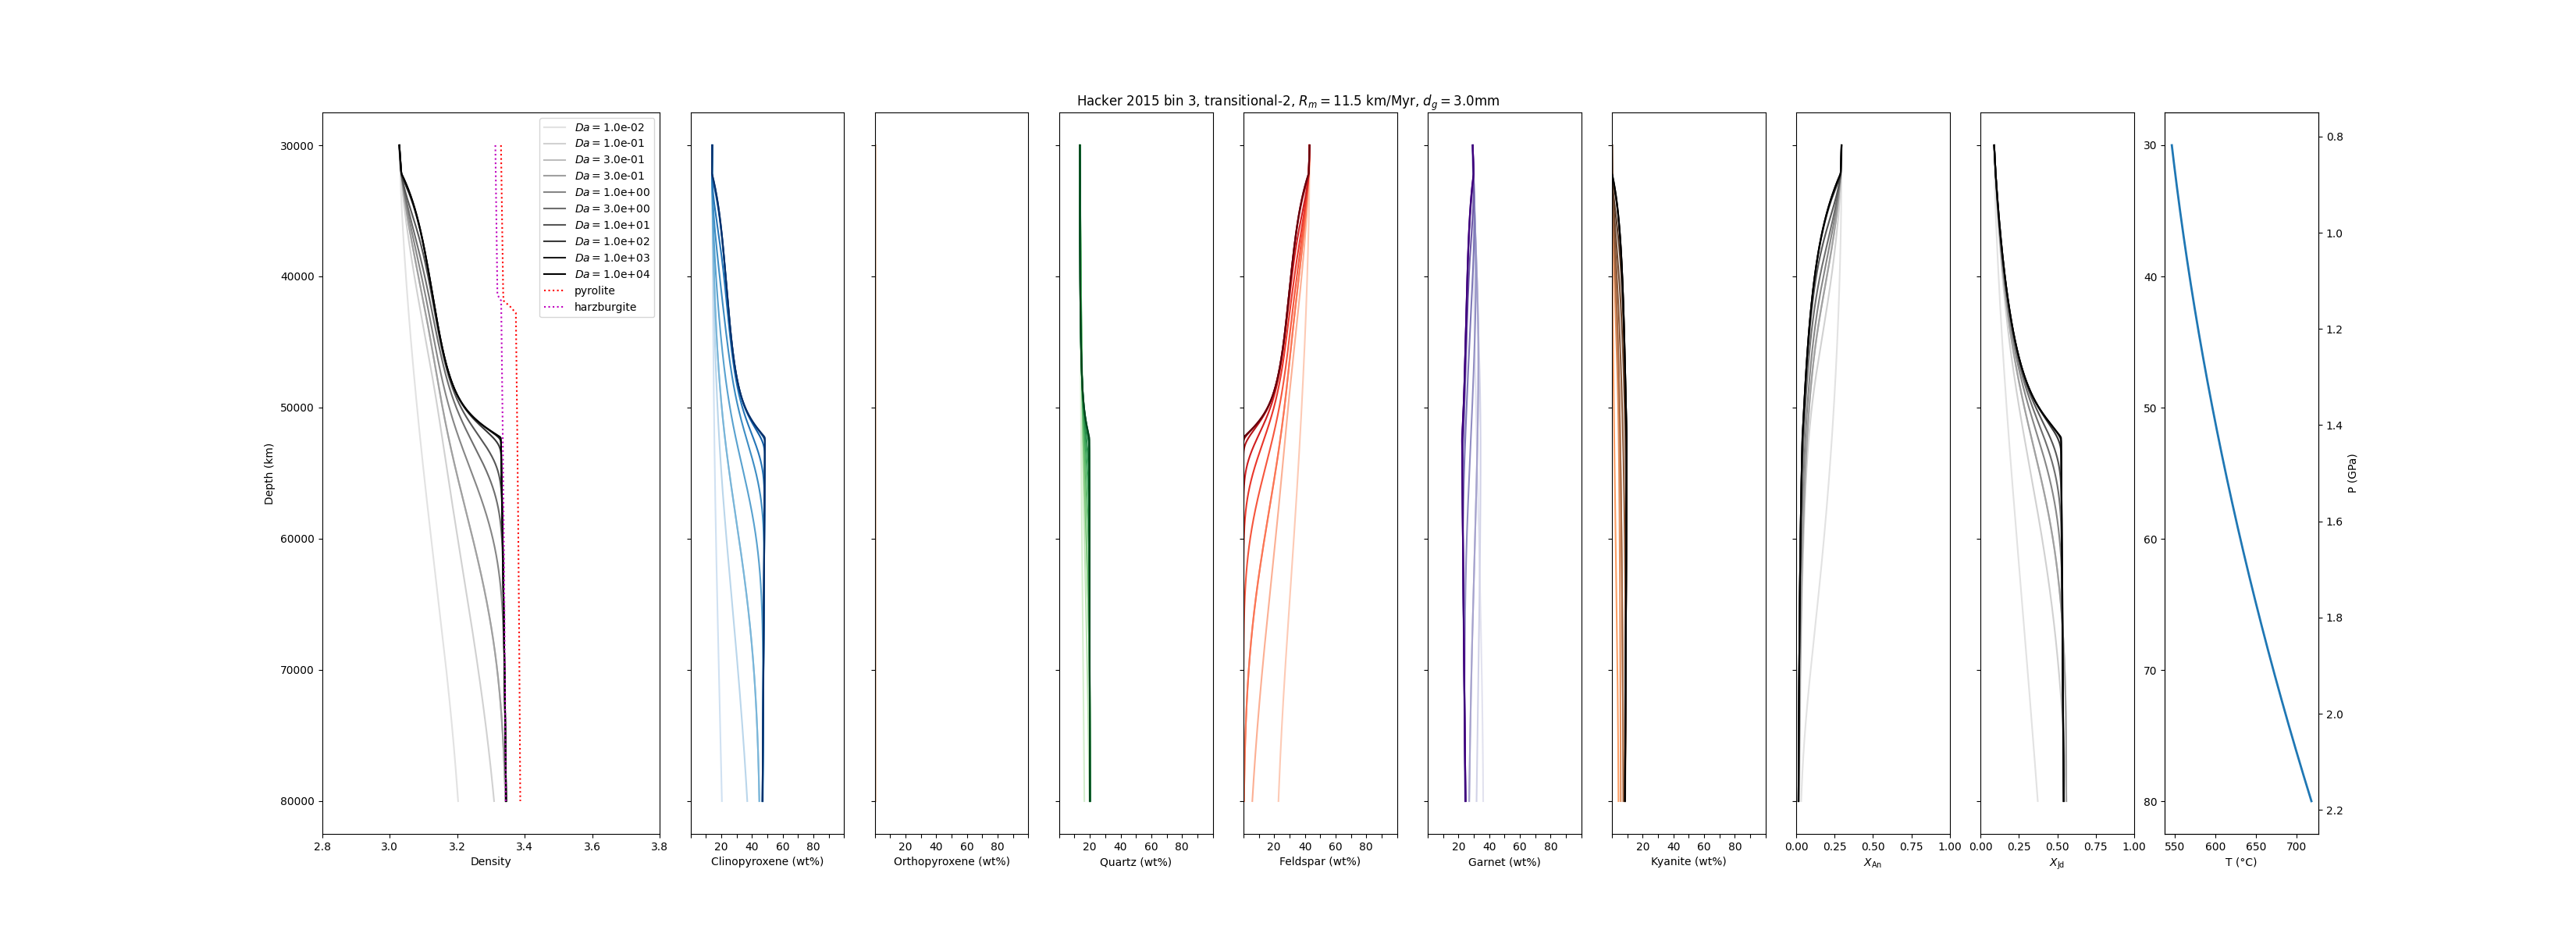 Hacker 2015 bin 3, transitional-2, R_m = 11.5 km/Myr, d_g = 3.0mm
Da = 1.0e-02
Da = 1.0e-01
Da = 3.0e-01
Da = 3.0e-01
Da = 1.0e+00
Da = 3.0e+00
Da = 1.0e+01
Da = 1.0e+02
Da = 1.0e+03
Da = 1.0e+04
pyrolite
harzburgite
Depth (km)
30000
40000
50000
60000
70000
80000
2.8 3.0 3.2 3.4 3.6 3.8
Density
20 40 60 80
Clinopyroxene (wt%)
20 40 60 80
Orthopyroxene (wt%)
20 40 60 80
Quartz (wt%)
20 40 60 80
Feldspar (wt%)
20 40 60 80
Garnet (wt%)
20 40 60 80
Kyanite (wt%)
0.00 0.25 0.50 0.75 1.00
X_An
0.00 0.25 0.50 0.75 1.00
X_Jd
30
40
50
60
70
80
550 600 650 700
T (°C)
0.8
1.0
1.2
1.4
1.6
1.8
2.0
2.2
P (GPa)